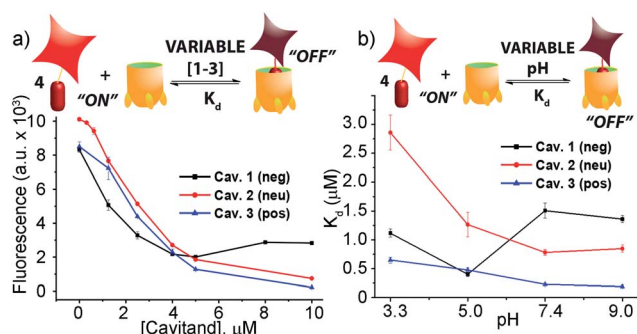 a)
VARIABLE
[1-3]
"OFF"
4
+
"ON"
Kd
Fluorescence (a.u. x 10³)
10
8
6
4
2
0
Cav. 1 (neg)
Cav. 2 (neu)
Cav. 3 (pos)
0 2 4 6 8 10
[Cavitand], μM
b)
VARIABLE
pH
4
+
"ON"
Kd
"OFF"
Kd (μM)
3.0
2.5
2.0
1.5
1.0
0.5
0
Cav. 1 (neg)
Cav. 2 (neu)
Cav. 3 (pos)
3.3 5.0 7.4 9.0
pH